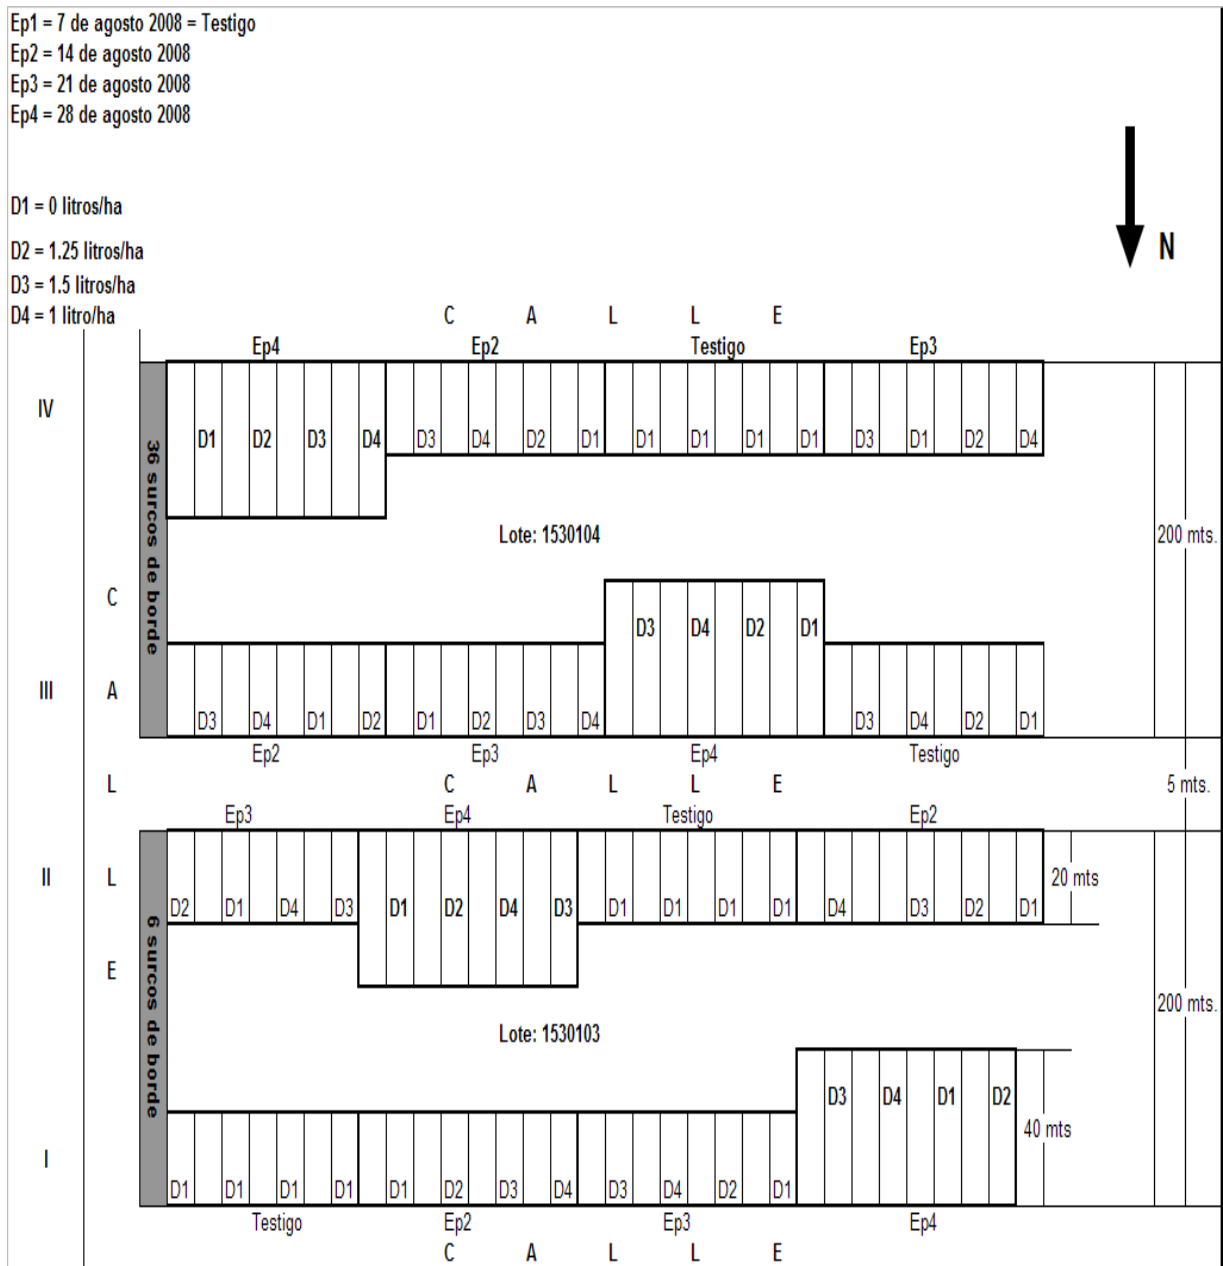 Ep1 = 7 de agosto 2008 = Testigo
Ep2 = 14 de agosto 2008
Ep3 = 21 de agosto 2008
Ep4 = 28 de agosto 2008
N
D1 = 0 litros/ha
D2 = 1.25 litros/ha
D3 = 1.5 litros/ha
D4 = 1 litro/ha
C A L L E
Ep4 Ep2 Testigo Ep3
IV
D1 D2 D3 D4 D3 D4 D2 D1 D1 D1 D1 D1 D3 D1 D2 D4
36 surcos de borde
Lote: 1530104
200 mts.
C
A
L
L
E
D3 D4 D2 D1
III
D3 D4 D1 D2 D1 D2 D3 D4 D3 D4 D2 D1
Ep2 Ep3 Ep4 Testigo
C A L L E
5 mts.
Ep3 Ep4 Testigo Ep2
II
20 mts
D2 D1 D4 D3 D1 D2 D4 D3 D1 D1 D1 D1 D4 D3 D2 D1
6 surcos de borde
Lote: 1530103
200 mts.
D3 D4 D1 D2
40 mts
I
D1 D1 D1 D1 D1 D2 D3 D4 D3 D4 D2 D1
Testigo Ep2 Ep3 Ep4
C A L L E